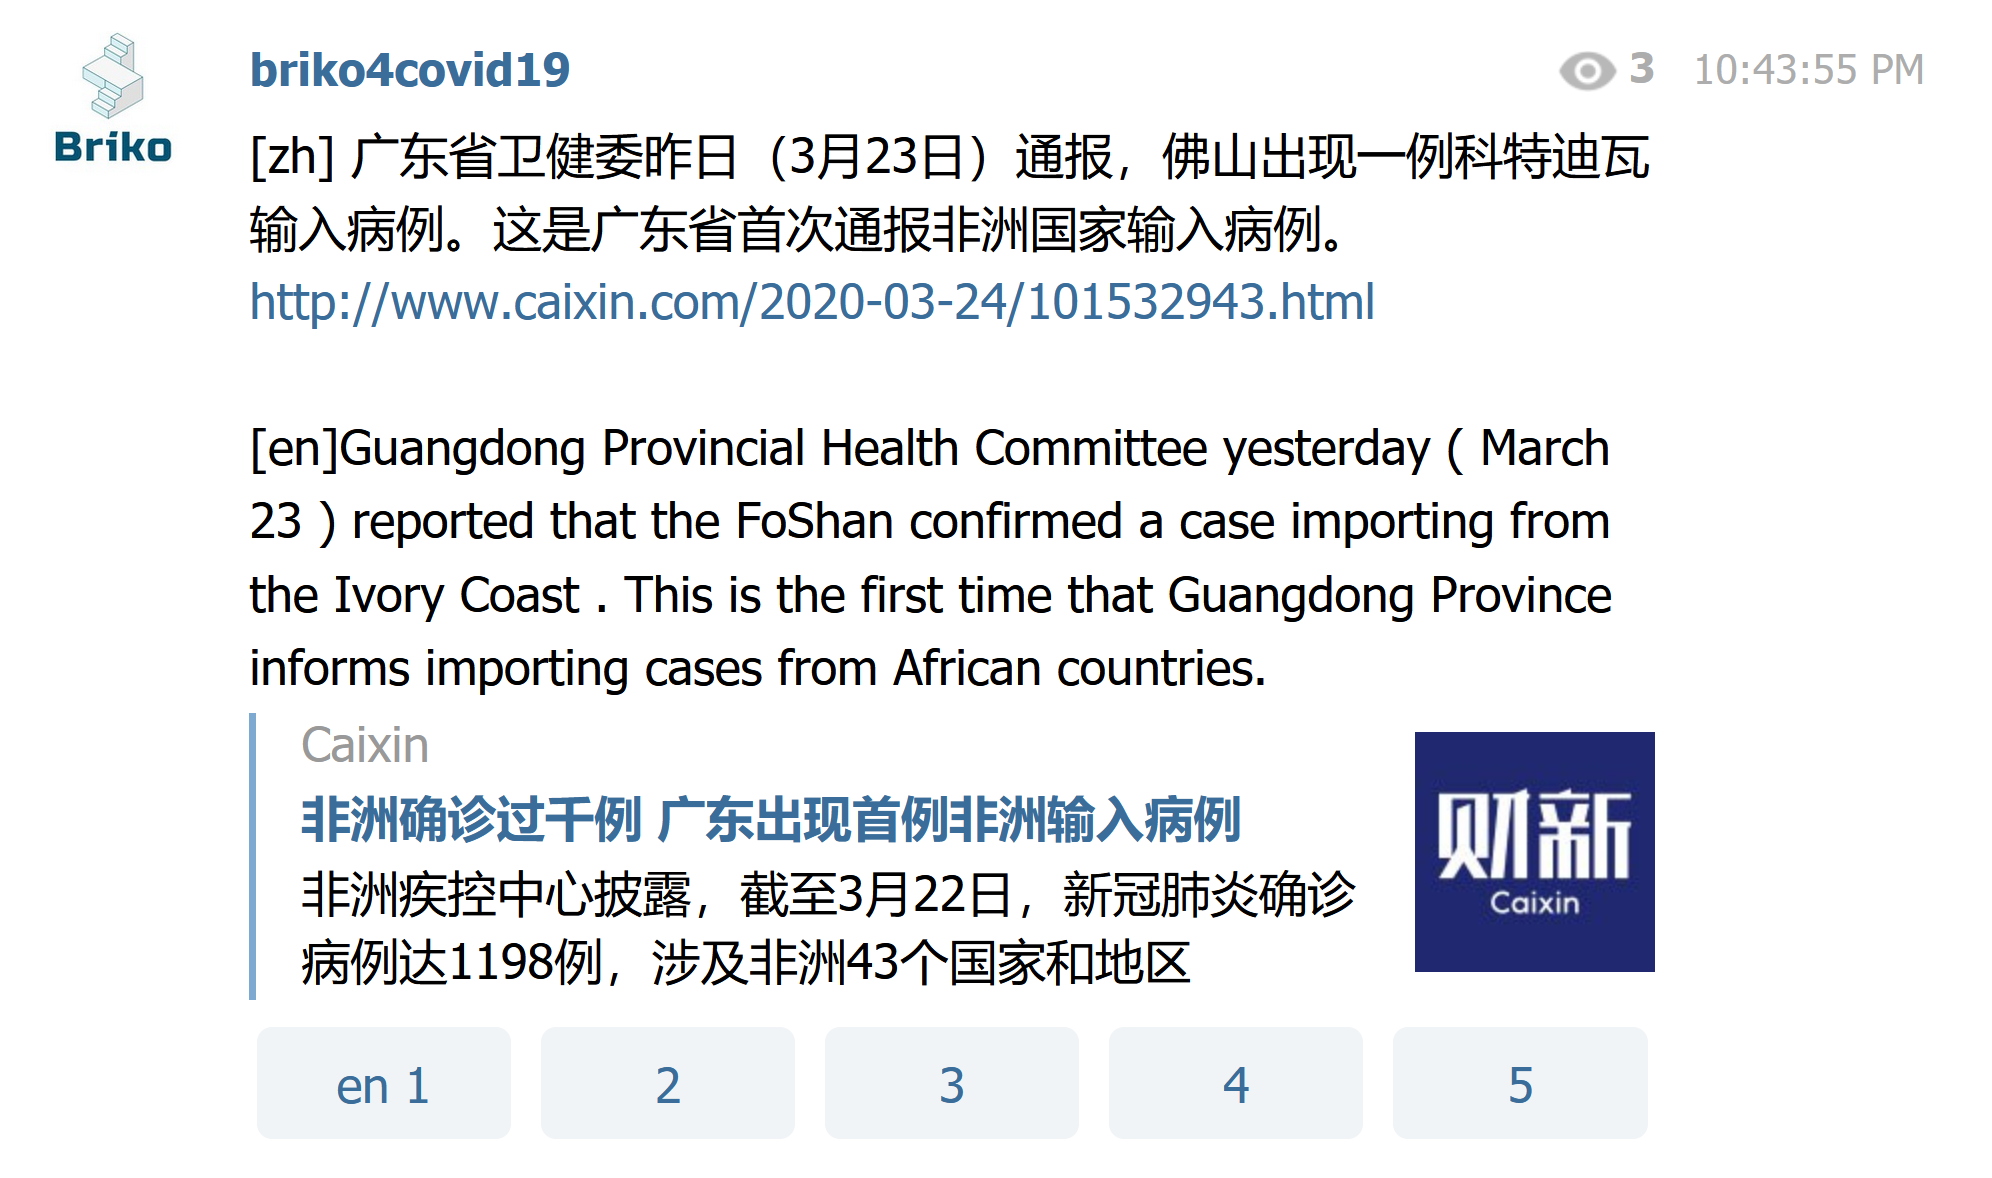 briko4covid19
3 10:43:55 PM
Briko
[zh] 广东省卫健委昨日（3月23日）通报，佛山出现一例科特迪瓦
输入病例。这是广东省首次通报非洲国家输入病例。
http://www.caixin.com/2020-03-24/101532943.html
[en]Guangdong Provincial Health Committee yesterday ( March
23 ) reported that the FoShan confirmed a case importing from
the Ivory Coast . This is the first time that Guangdong Province
informs importing cases from African countries.
Caixin
非洲确诊过千例 广东出现首例非洲输入病例
非洲疾控中心披露，截至3月22日，新冠肺炎确诊
病例达1198例，涉及非洲43个国家和地区
财新
Caixin
en 1
2
3
4
5